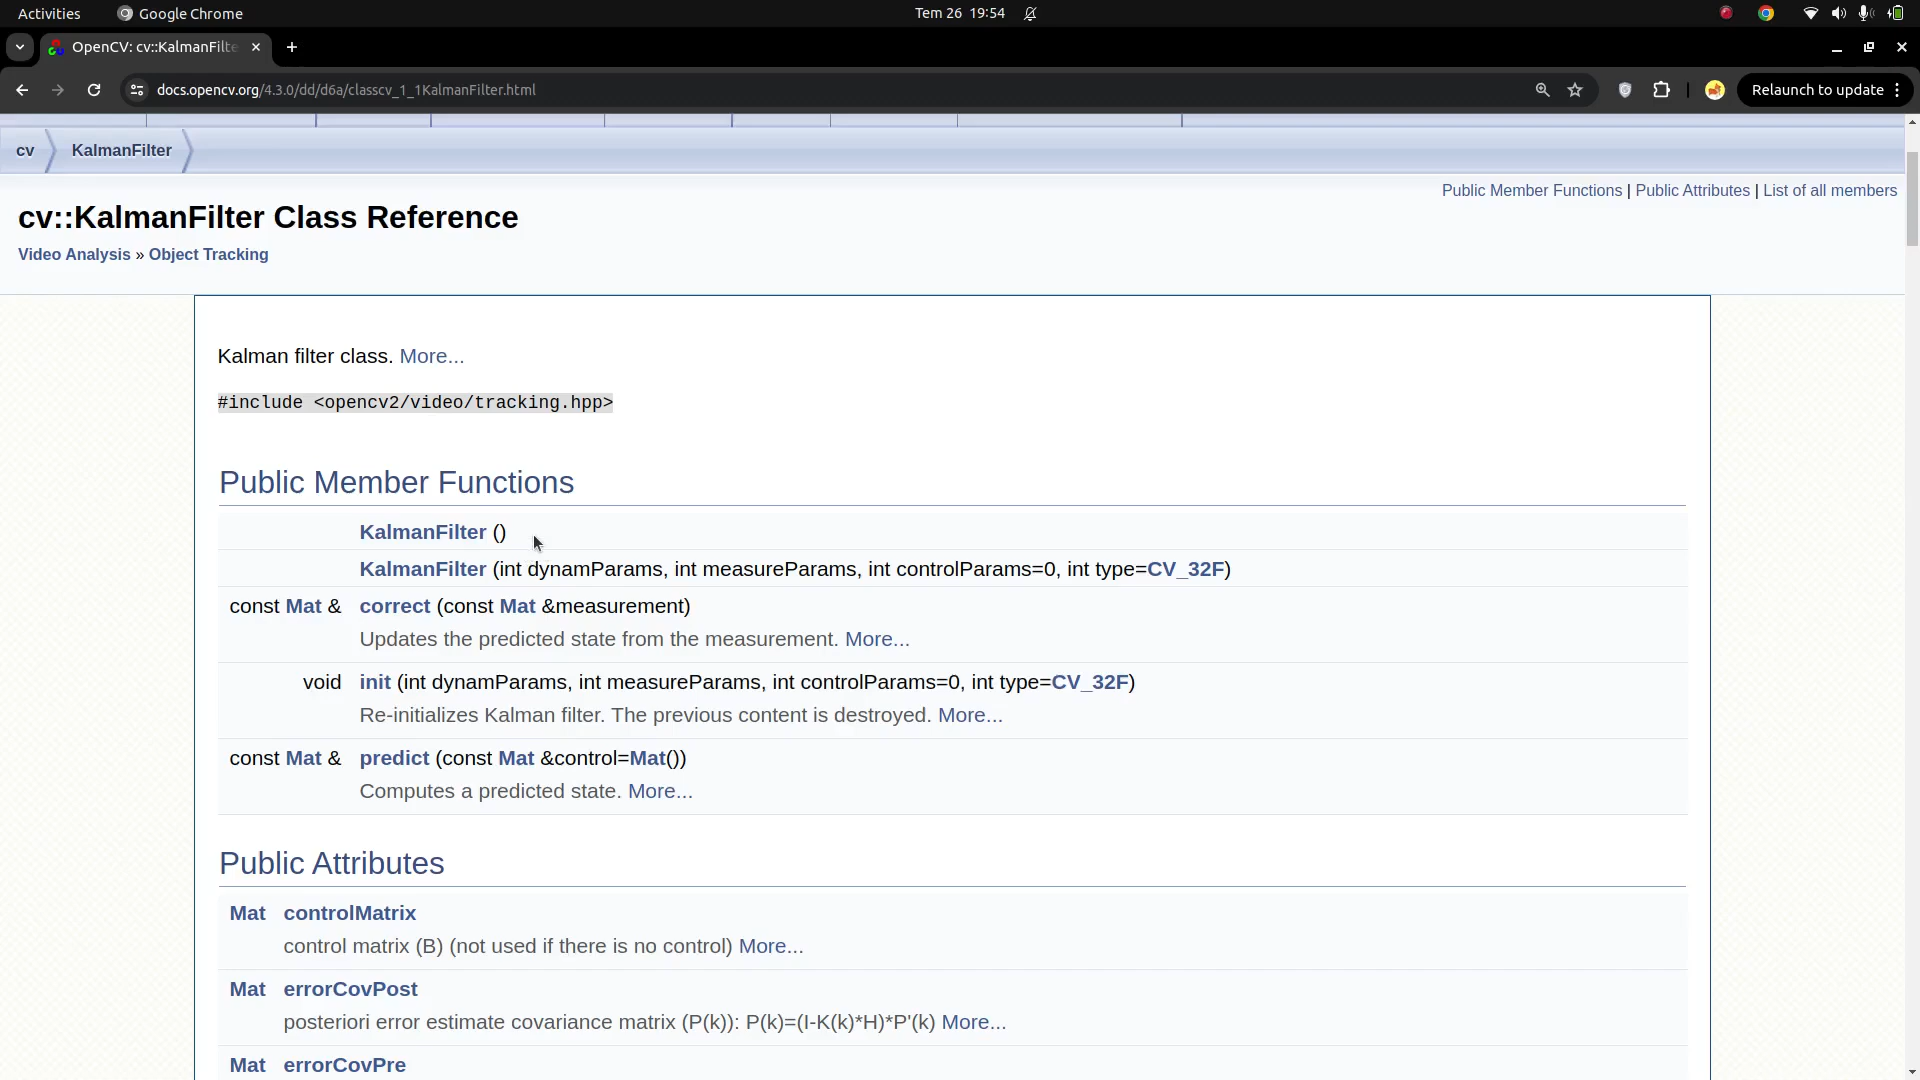 Activities
Google Chrome
Tem 26 19:54
OpenCV: cv::KalmanFilte
docs.opencv.org/4.3.0/dd/d6a/classcv_1_1KalmanFilter.html
Relaunch to update
cv
KalmanFilter
Public Member Functions | Public Attributes | List of all members
cv::KalmanFilter Class Reference
Video Analysis » Object Tracking
Kalman filter class. More...
#include <opencv2/video/tracking.hpp>
Public Member Functions
KalmanFilter ()
KalmanFilter (int dynamParams, int measureParams, int controlParams=0, int type=CV_32F)
const Mat & correct (const Mat &measurement)
Updates the predicted state from the measurement. More...
void init (int dynamParams, int measureParams, int controlParams=0, int type=CV_32F)
Re-initializes Kalman filter. The previous content is destroyed. More...
const Mat & predict (const Mat &control=Mat())
Computes a predicted state. More...
Public Attributes
Mat controlMatrix
control matrix (B) (not used if there is no control) More...
Mat errorCovPost
posteriori error estimate covariance matrix (P(k)): P(k)=(I-K(k)*H)*P'(k) More...
Mat errorCovPre